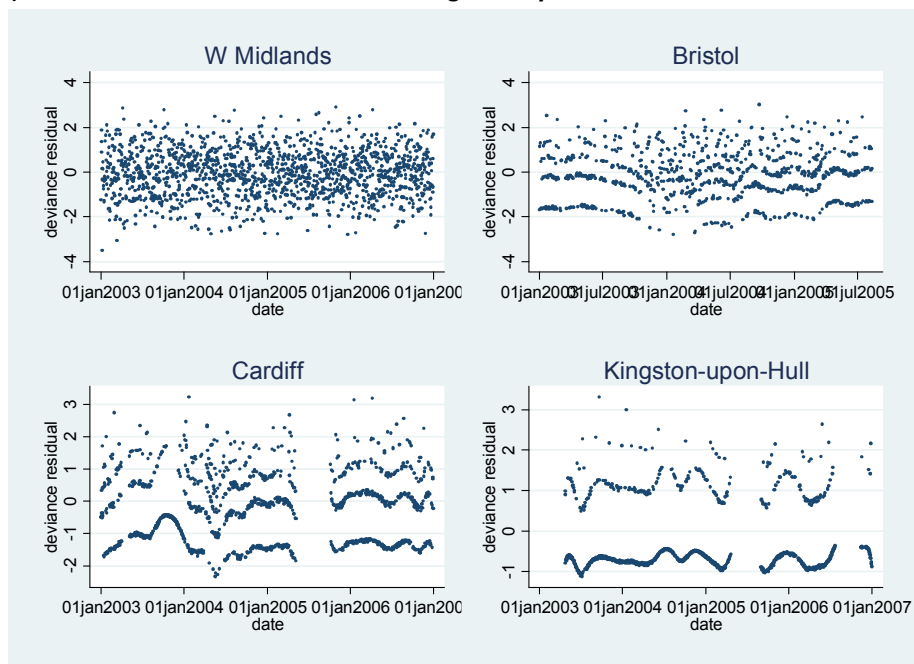 W Midlands
deviance residual
4
2
0
-2
-4
01jan2003 01jan2004 01jan2005 01jan2006 01jan200
date
Bristol
deviance residual
4
2
0
-2
-4
01jan2003 01jul2003 01jan2004 01jul2004 01jan2005 01jul2005
date
Cardiff
deviance residual
3
2
1
0
-1
-2
01jan2003 01jan2004 01jan2005 01jan2006 01jan200
date
Kingston-upon-Hull
deviance residual
3
2
1
0
-1
01jan2003 01jan2004 01jan2005 01jan2006 01jan2007
date